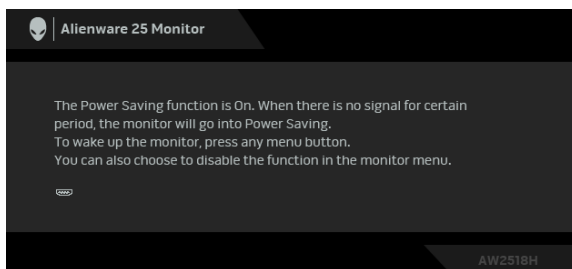 Alienware 25 Monitor
The Power Saving function is On. When there is no signal for certain
period, the monitor will go into Power Saving.
To wake up the monitor, press any menu button.
You can also choose to disable the function in the monitor menu.
AW2518H